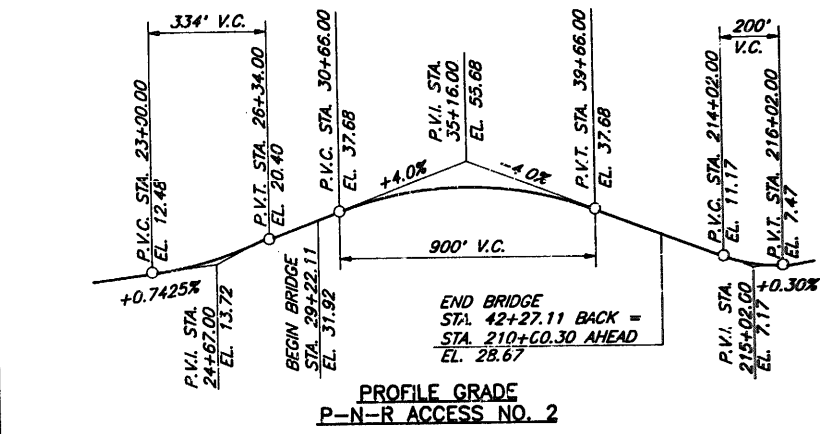 334' V.C.
P.V.C. STA. 23+00.00
EL. 12.48'
P.V.T. STA. 26+34.00
EL. 20.40
P.V.C. STA. 30+66.00
EL. 37.68
P.V.I. STA.
35+16.00
EL. 55.68
P.V.T. STA. 39+66.00
EL. 37.68
200'
V.C.
P.V.C. STA. 214+02.00
EL. 11.17
P.V.T. STA. 216+02.00
EL. 7.47
+4.0%
-4.0%
900' V.C.
+0.7425%
+0.30%
P.V.I. STA.
24+67.00
EL. 13.72
BEGIN BRIDGE
STA. 29+22.11
EL. 31.92
END BRIDGE
STA. 42+27.11 BACK =
STA. 210+00.30 AHEAD
EL. 28.67
P.V.I. STA.
215+02.00
EL. 7.17
PROFILE GRADE
P-N-R ACCESS NO. 2